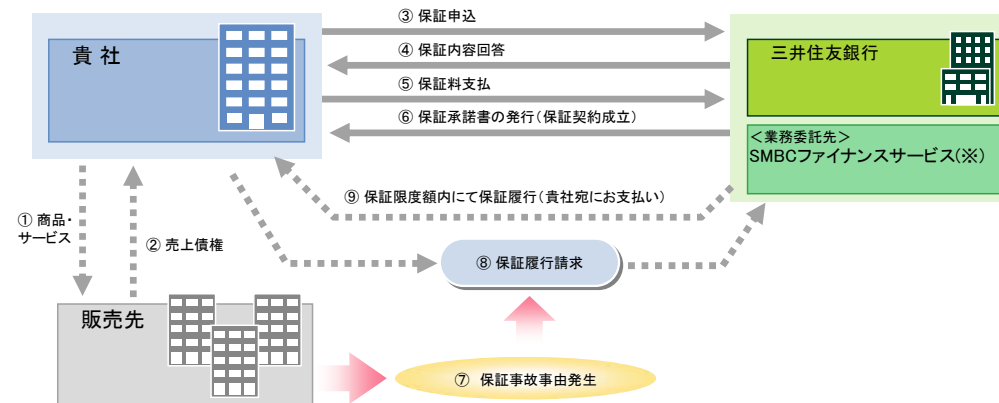 ③ 保証申込
貴 社
④ 保証内容回答
三井住友銀行
⑤ 保証料支払
⑥ 保証承諾書の発行(保証契約成立)
<業務委託先>
SMBCファイナンスサービス(※)
⑨ 保証限度額内にて保証履行(貴社宛にお支払い)
① 商品・
サービス
② 売上債権
⑧ 保証履行請求
販売先
⑦ 保証事故事由発生